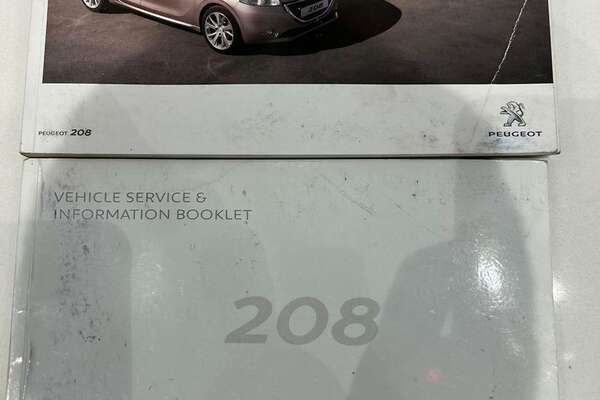 208
PEUGEOT 208
PEUGEOT
VEHICLE SERVICE &
INFORMATION BOOKLET
208